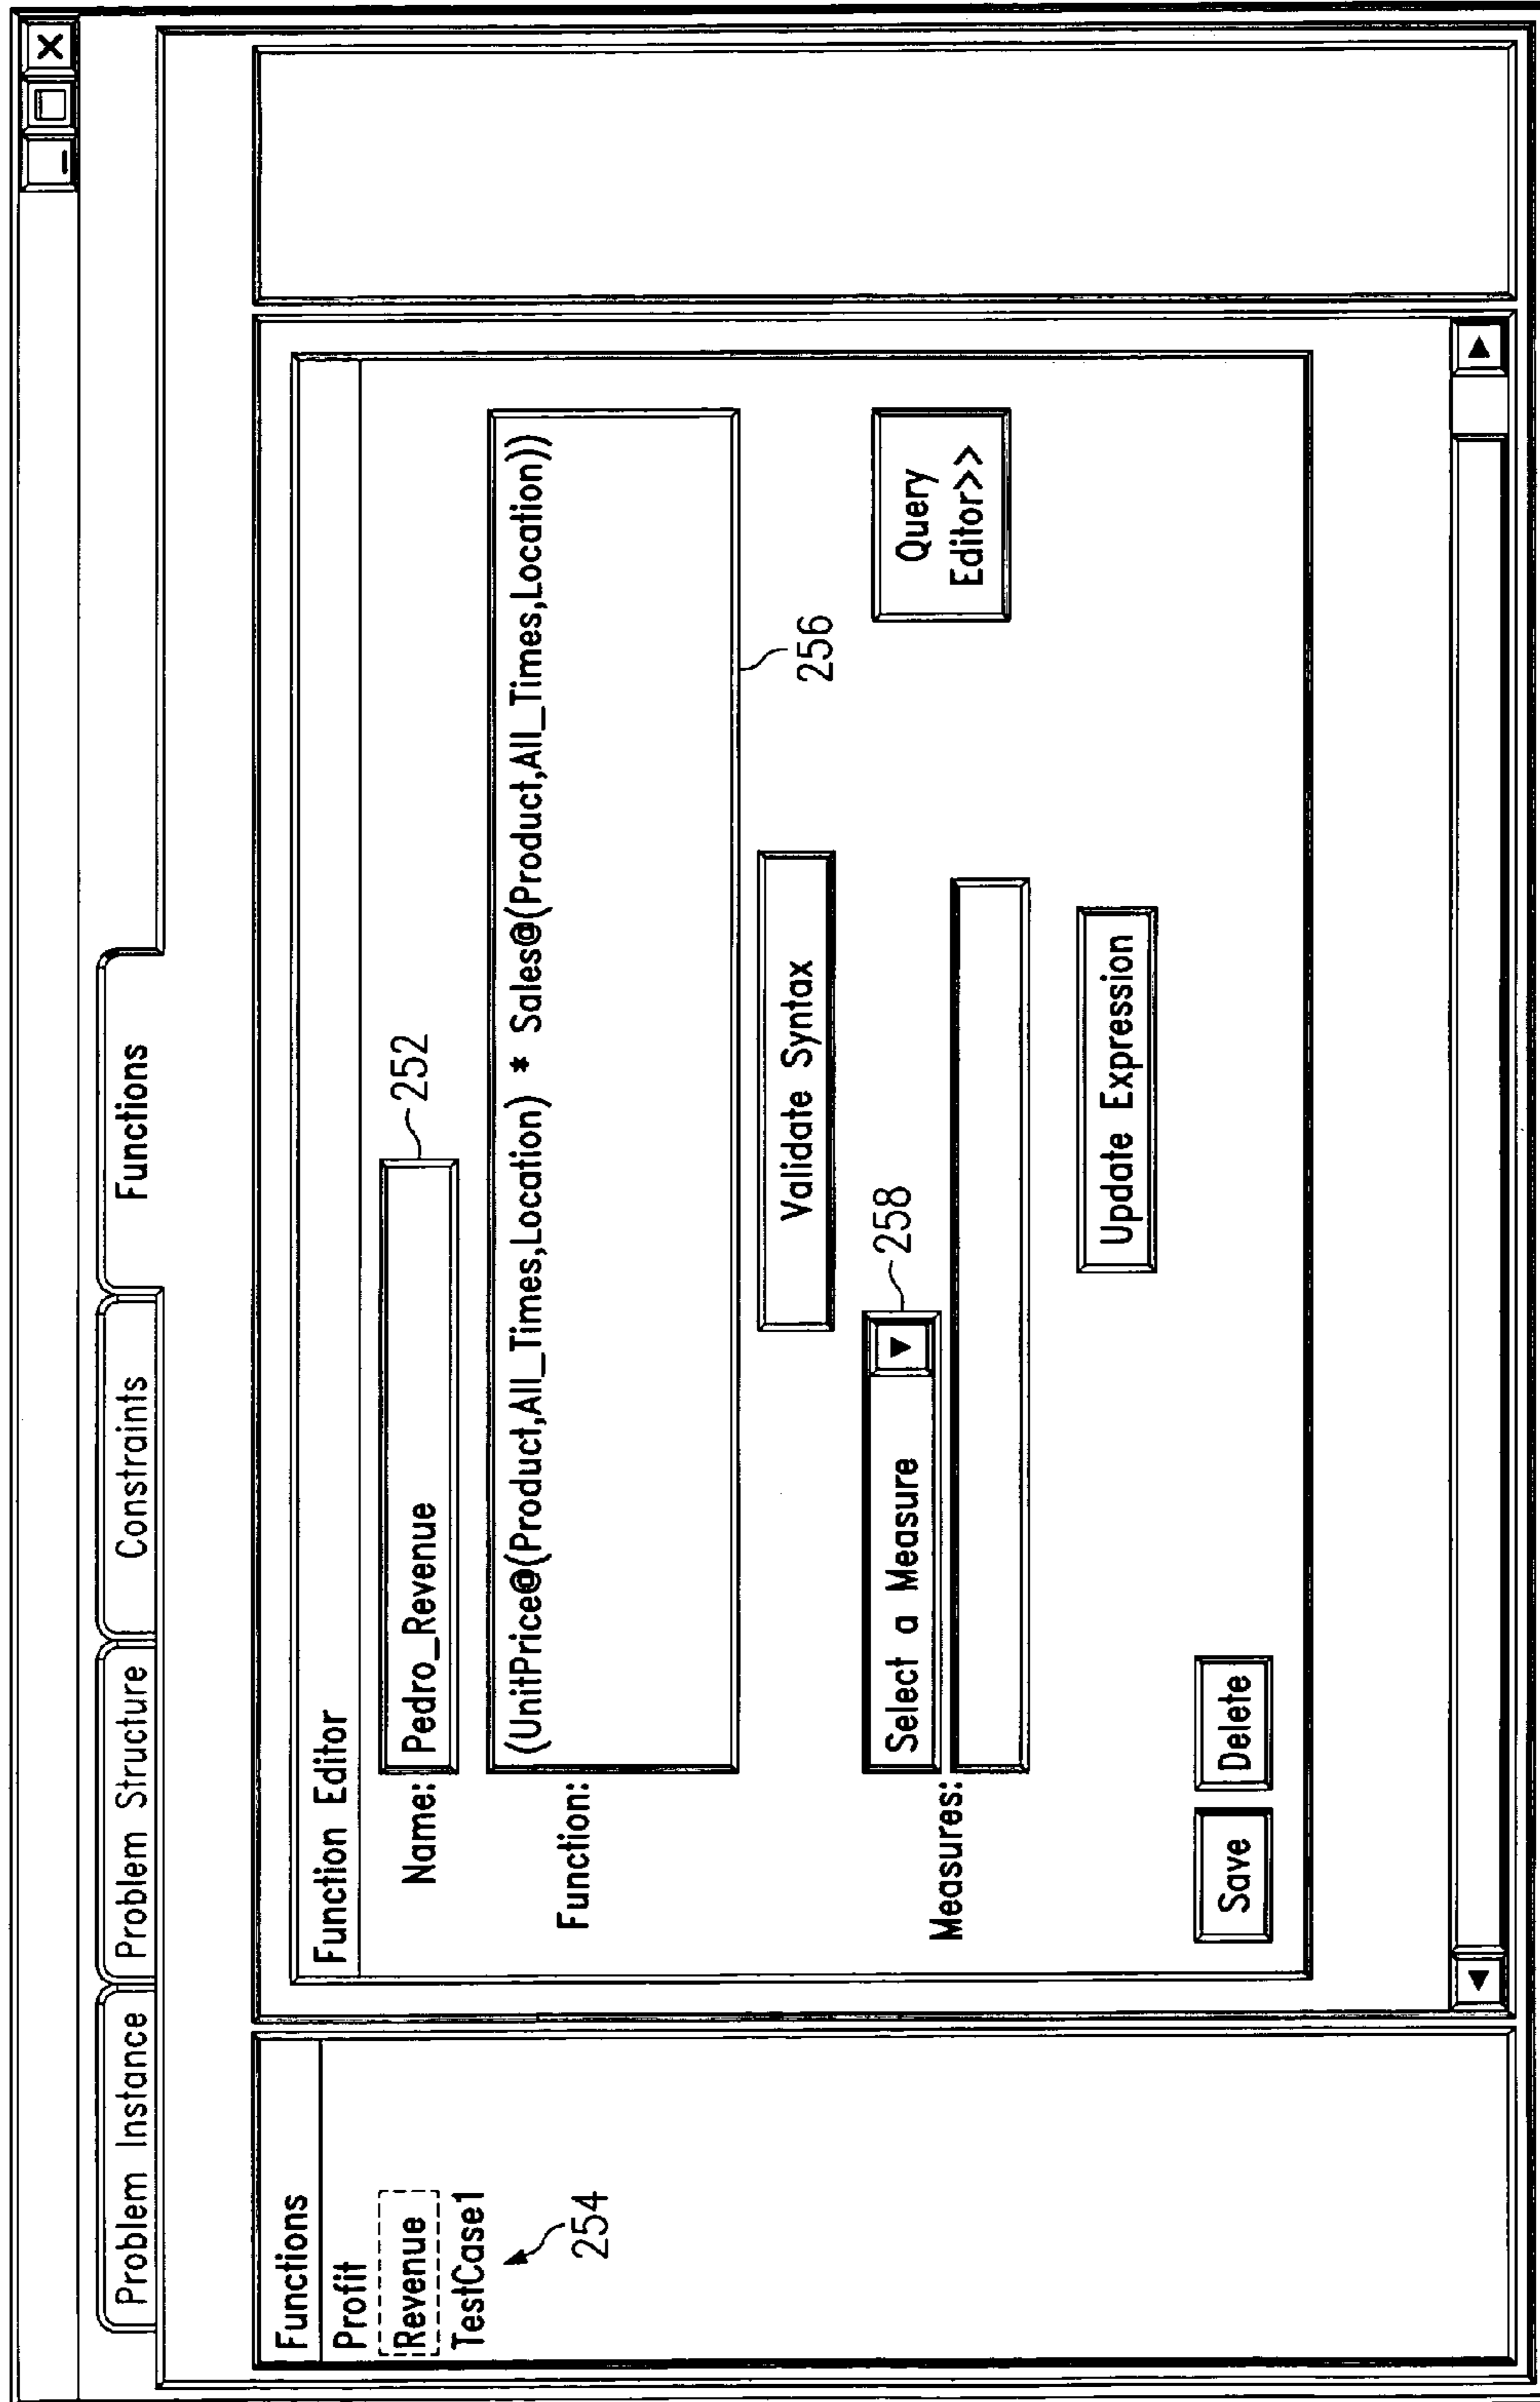 Problem Instance
Problem Structure
Constraints
Functions
Functions
Profit
Revenue
TestCase1
254
Function Editor
Name:
Pedro_Revenue
252
Function:
(UnitPrice@(Product,All_Times,Location) * Sales@(Product,All_Times,Location))
256
Validate Syntax
Measures:
Select a Measure
258
Query
Editor>>
Update Expression
Save
Delete